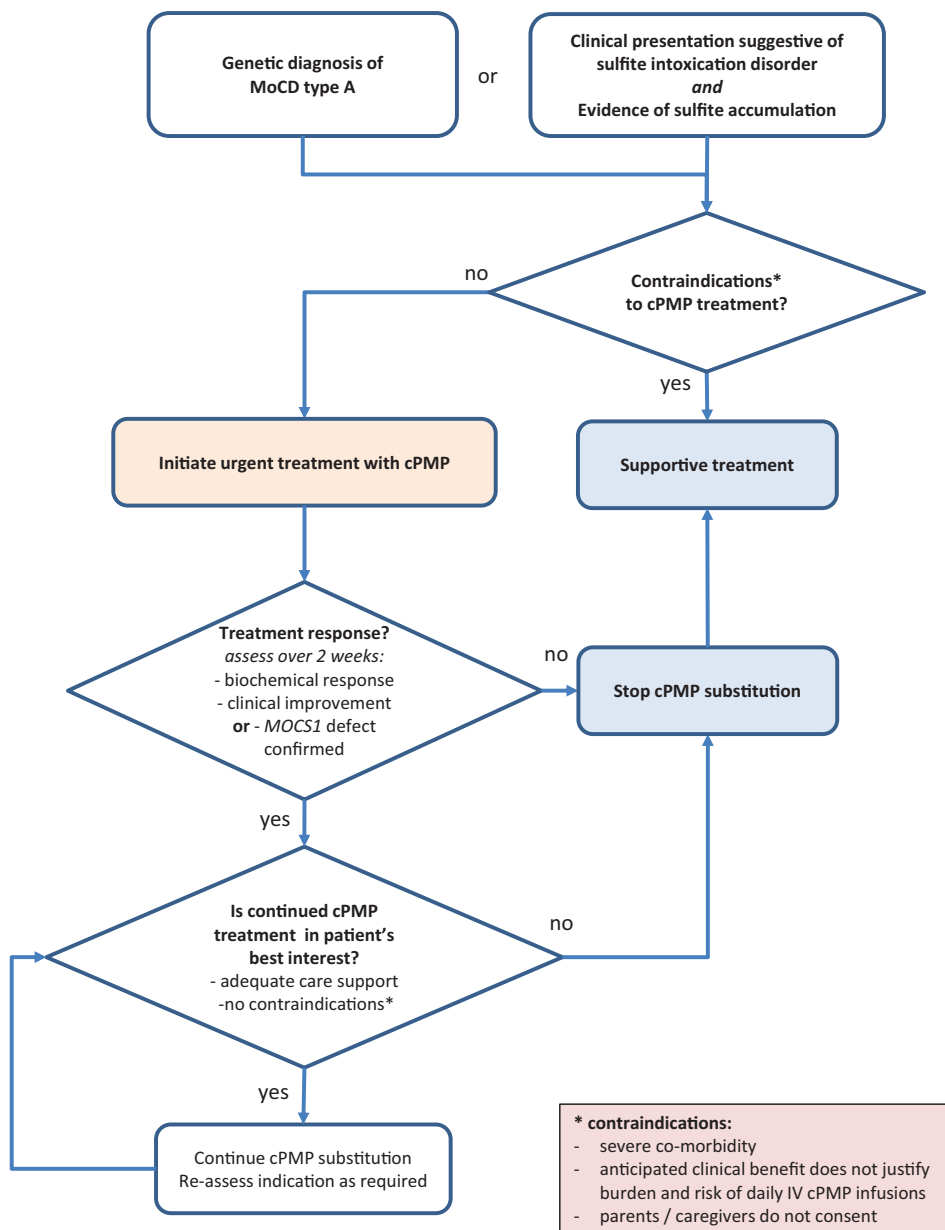 Genetic diagnosis of
MoCD type A
or
Clinical presentation suggestive of
sulfite intoxication disorder
and
Evidence of sulfite accumulation
Contraindications*
to cPMP treatment?
no
yes
Initiate urgent treatment with cPMP
Supportive treatment
Treatment response?
assess over 2 weeks:
- biochemical response
- clinical improvement
or - MOCS1 defect
confirmed
no
Stop cPMP substitution
yes
Is continued cPMP
treatment in patient's
best interest?
- adequate care support
-no contraindications*
no
yes
Continue cPMP substitution
Re-assess indication as required
* contraindications:
- severe co-morbidity
- anticipated clinical benefit does not justify
burden and risk of daily IV cPMP infusions
- parents / caregivers do not consent